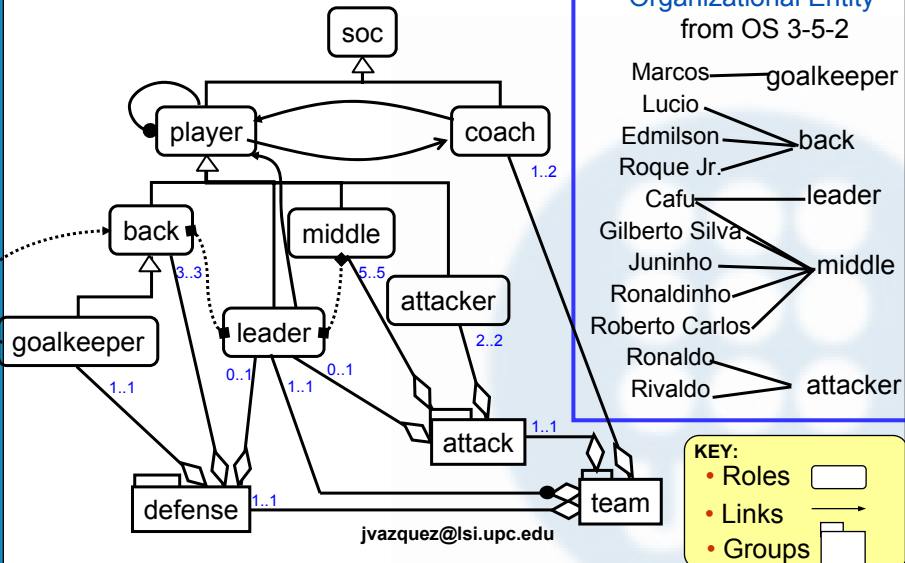 soc
player
coach
1..2
back
middle
3..3
5..5
attacker
goalkeeper
leader
2..2
1..1
0..1
1..1
0..1
attack
1..1
defense
1..1
team
jvazquez@lsi.upc.edu
Organizational Entity
from OS 3-5-2
Marcos goalkeeper
Lucio
Edmilson back
Roque Jr.
Cafu leader
Gilberto Silva
Juninho middle
Ronaldinho
Roberto Carlos
Ronaldo
Rivaldo attacker
KEY:
• Roles
• Links
• Groups